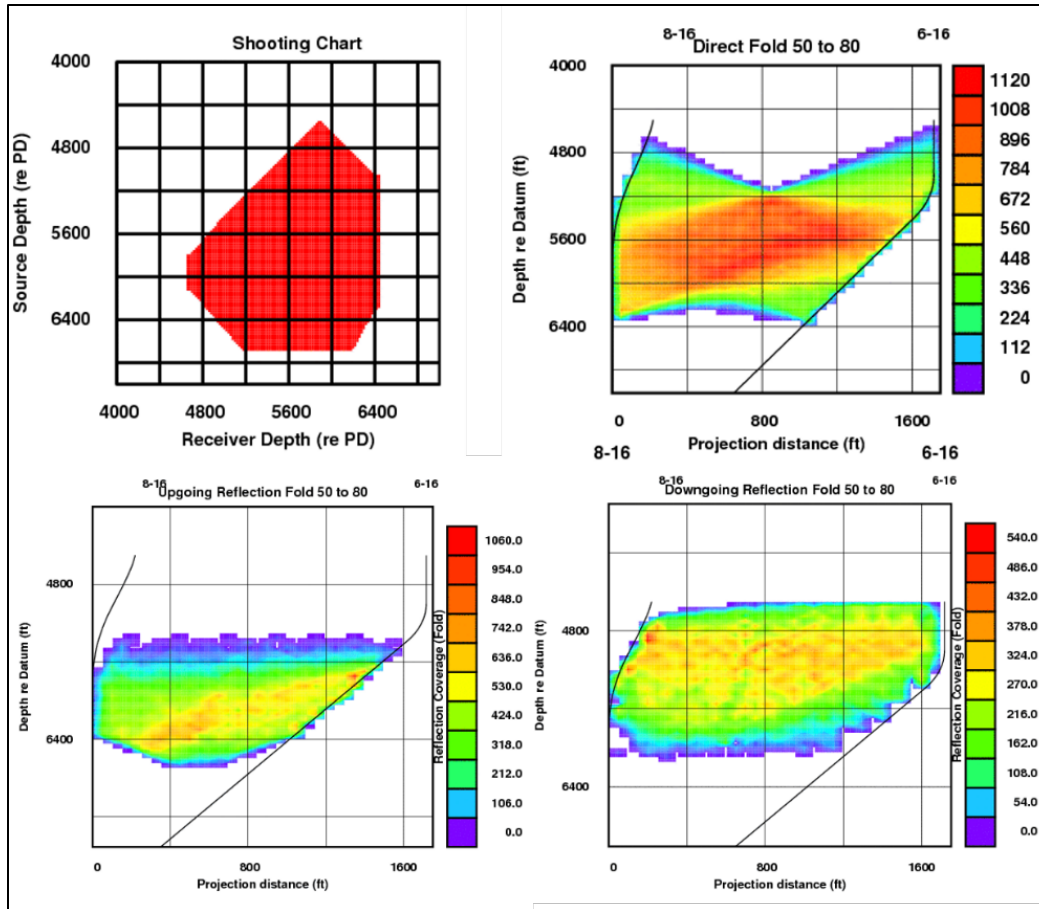 Shooting Chart
4000
4800
5600
6400
Source Depth (re PD)
4000 4800 5600 6400
Receiver Depth (re PD)
8-16 6-16
Direct Fold 50 to 80
4000
4800
5600
6400
Depth re Datum (ft)
0 800 1600
Projection distance (ft)
8-16 6-16
1120
1008
896
784
672
560
448
336
224
112
0
8-16 6-16
Upgoing Reflection Fold 50 to 80
4800
6400
Depth re Datum (ft)
0 800 1600
Projection distance (ft)
Reflection Coverage (Fold)
1060.0
954.0
848.0
742.0
636.0
530.0
424.0
318.0
212.0
106.0
0.0
8-16 6-16
Downgoing Reflection Fold 50 to 80
4800
6400
Depth re Datum (ft)
0 800 1600
Projection distance (ft)
Reflection Coverage (Fold)
540.0
486.0
432.0
378.0
324.0
270.0
216.0
162.0
108.0
54.0
0.0